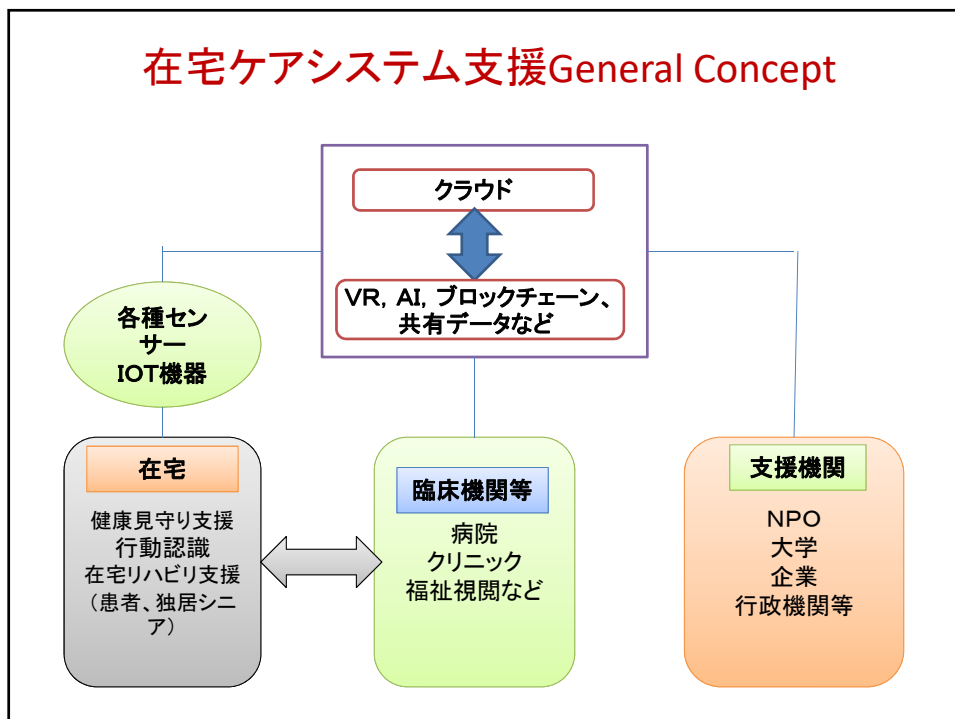 在宅ケアシステム支援General Concept
クラウド
VR, AI, ブロックチェーン、
共有データなど
各種セン
サー
IOT機器
在宅
健康見守り支援
行動認識
在宅リハビリ支援
（患者、独居シニ
ア）
臨床機関等
病院
クリニック
福祉視閲など
支援機関
NPO
大学
企業
行政機関等